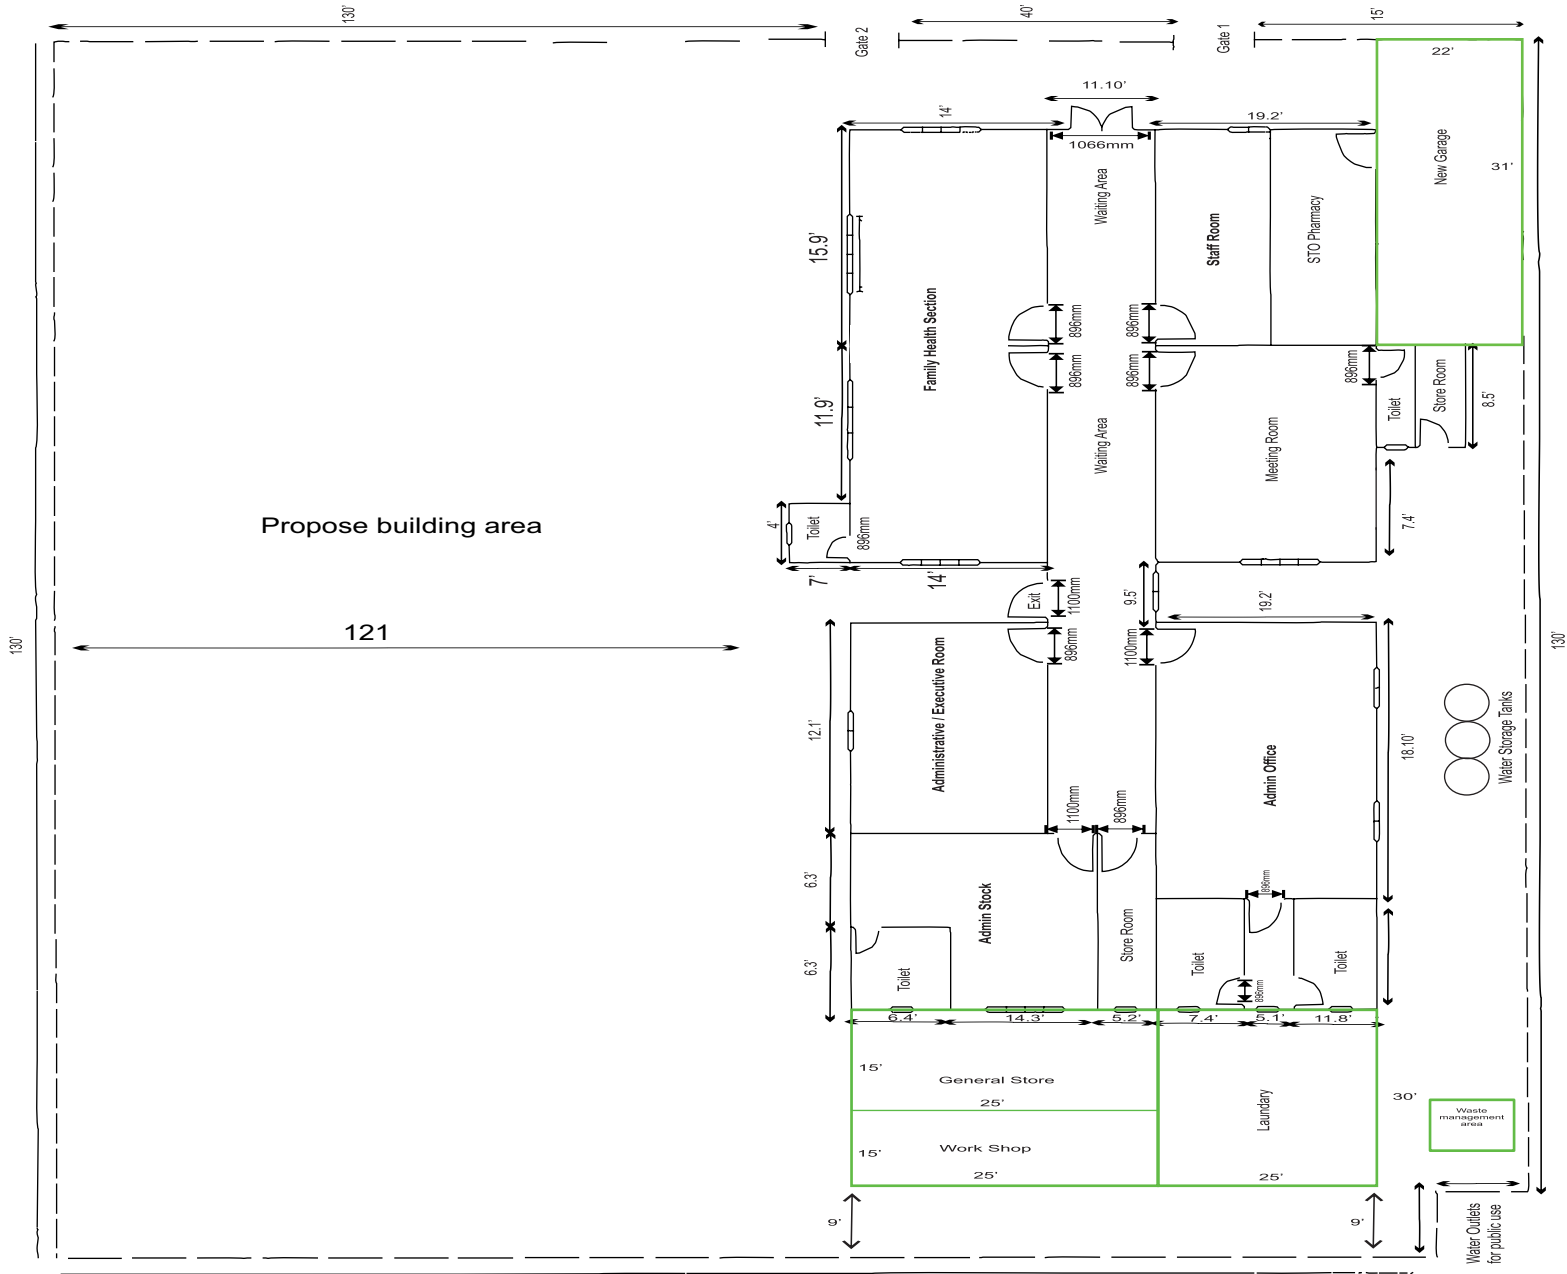 130'
40'
15'
Gate 2
Gate 1
22'
11.10'
14'
19.2'
1066mm
New Garage
31'
Waiting Area
Staff Room
STO Pharmacy
15.9'
Family Health Section
896mm
896mm
896mm
896mm
896mm
11.9'
Waiting Area
Meeting Room
Toilet
Store Room
8.5'
Propose building area
4'
Toilet
896mm
7.4'
7'
14'
Exit
1100mm
9.5'
19.2'
121
130'
130'
896mm
1100mm
12.1'
Administrative / Executive Room
Admin Office
18.10'
Water Storage Tanks
1100mm
896mm
6.3'
Admin Stock
896mm
Store Room
6.3'
Toilet
Toilet
Toilet
896mm
6.4'
14.3'
5.2'
7.4'
5.1'
11.8'
15'
General Store
25'
Laundary
30'
Waste
management
area
15'
Work Shop
25'
25'
9'
9'
Water Outlets
for public use